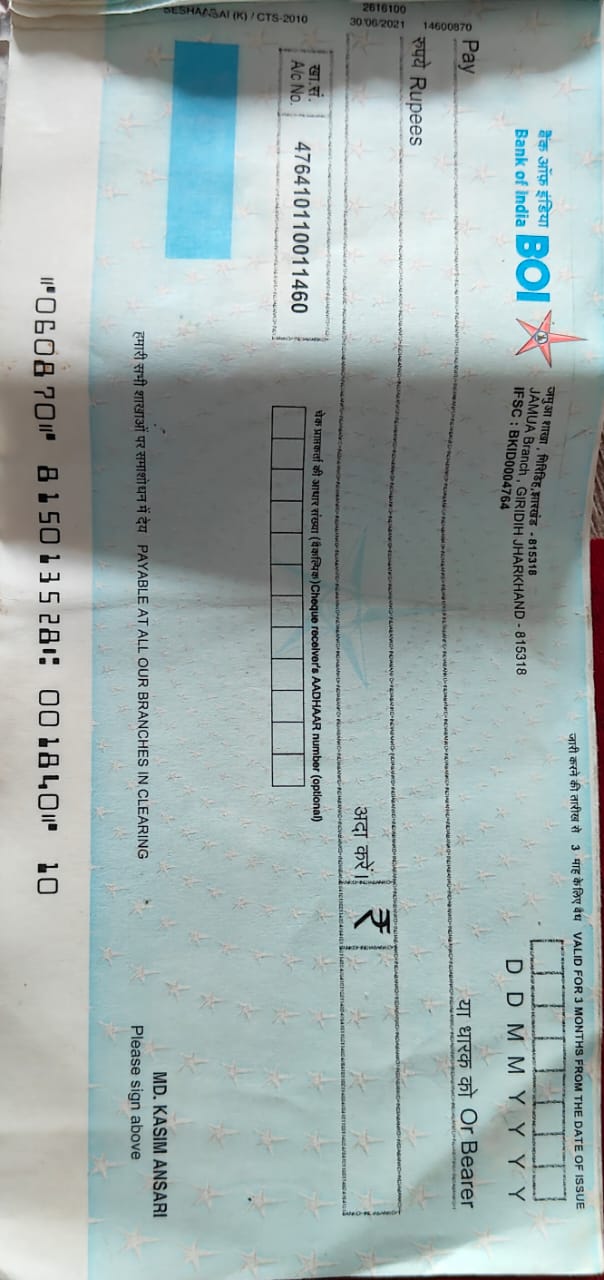 बैंक ऑफ़ इंडिया
Bank of India BOI
जमुआ शाखा , गिरिडिह,झारखंड - 815318
JAMUA Branch , GIRIDIH JHARKHAND - 815318
IFSC : BKID0004764
जारी करने की तारीख से 3 माह के लिए वैध VALID FOR 3 MONTHS FROM THE DATE OF ISSUE
D D M M Y Y Y Y
Pay
या धारक को Or Bearer
रुपये Rupees
अदा करें। ₹
2616100
30/06/2021 14600870
खा.सं.
A/c No. 476410110011460
चेक प्राप्तकर्ता की आधार संख्या (वैकल्पिक)Cheque receiver's AADHAAR number (optional)
(K) / CTS-2010
हमारी सभी शाखाओं पर समाशोधन में देय PAYABLE AT ALL OUR BRANCHES IN CLEARING
MD. KASIM ANSARI
Please sign above
⑈060870⑈ 815013528⑆ 001840⑈ 10